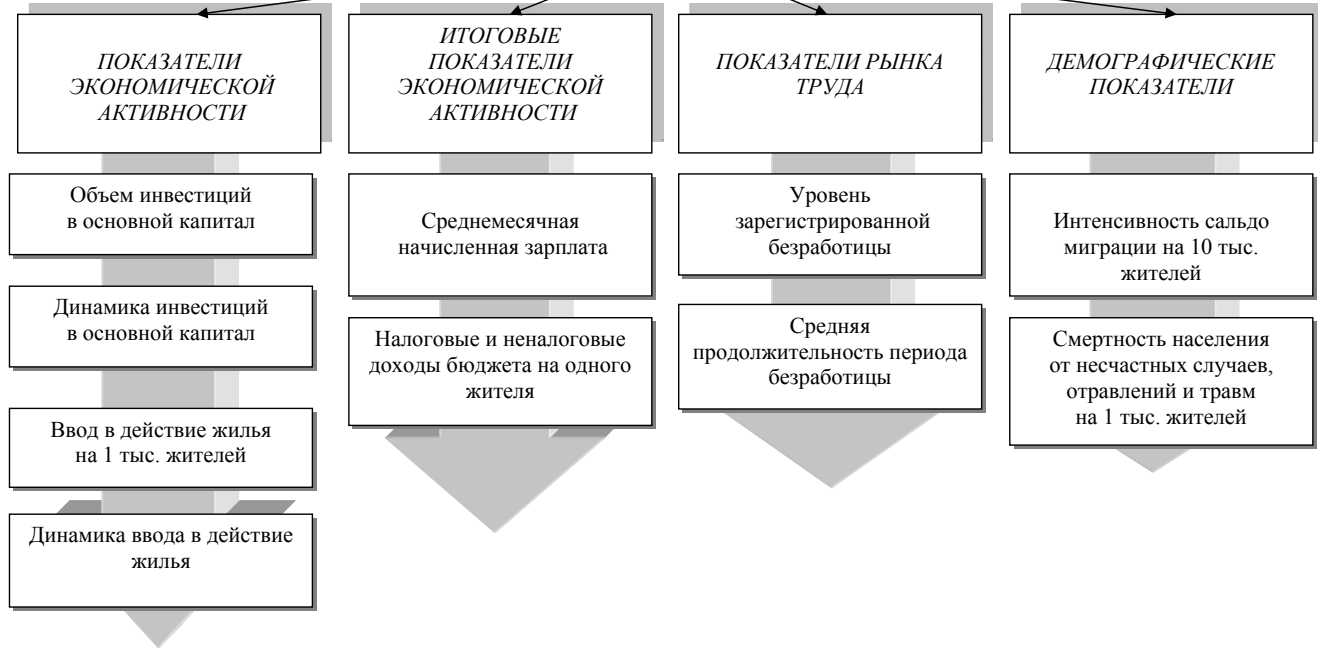 ПОКАЗАТЕЛИ
ЭКОНОМИЧЕСКОЙ
АКТИВНОСТИ
Объем инвестиций
в основной капитал
Динамика инвестиций
в основной капитал
Ввод в действие жилья
на 1 тыс. жителей
Динамика ввода в действие
жилья
ИТОГОВЫЕ
ПОКАЗАТЕЛИ
ЭКОНОМИЧЕСКОЙ
АКТИВНОСТИ
Среднемесячная
начисленная зарплата
Налоговые и неналоговые
доходы бюджета на одного
жителя
ПОКАЗАТЕЛИ РЫНКА
ТРУДА
Уровень
зарегистрированной
безработицы
Средняя
продолжительность периода
безработицы
ДЕМОГРАФИЧЕСКИЕ
ПОКАЗАТЕЛИ
Интенсивность сальдо
миграции на 10 тыс.
жителей
Смертность населения
от несчастных случаев,
отравлений и травм
на 1 тыс. жителей